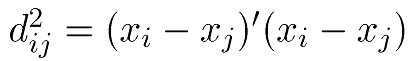 $d_{ij}^2 = (x_i - x_j)'(x_i - x_j)$